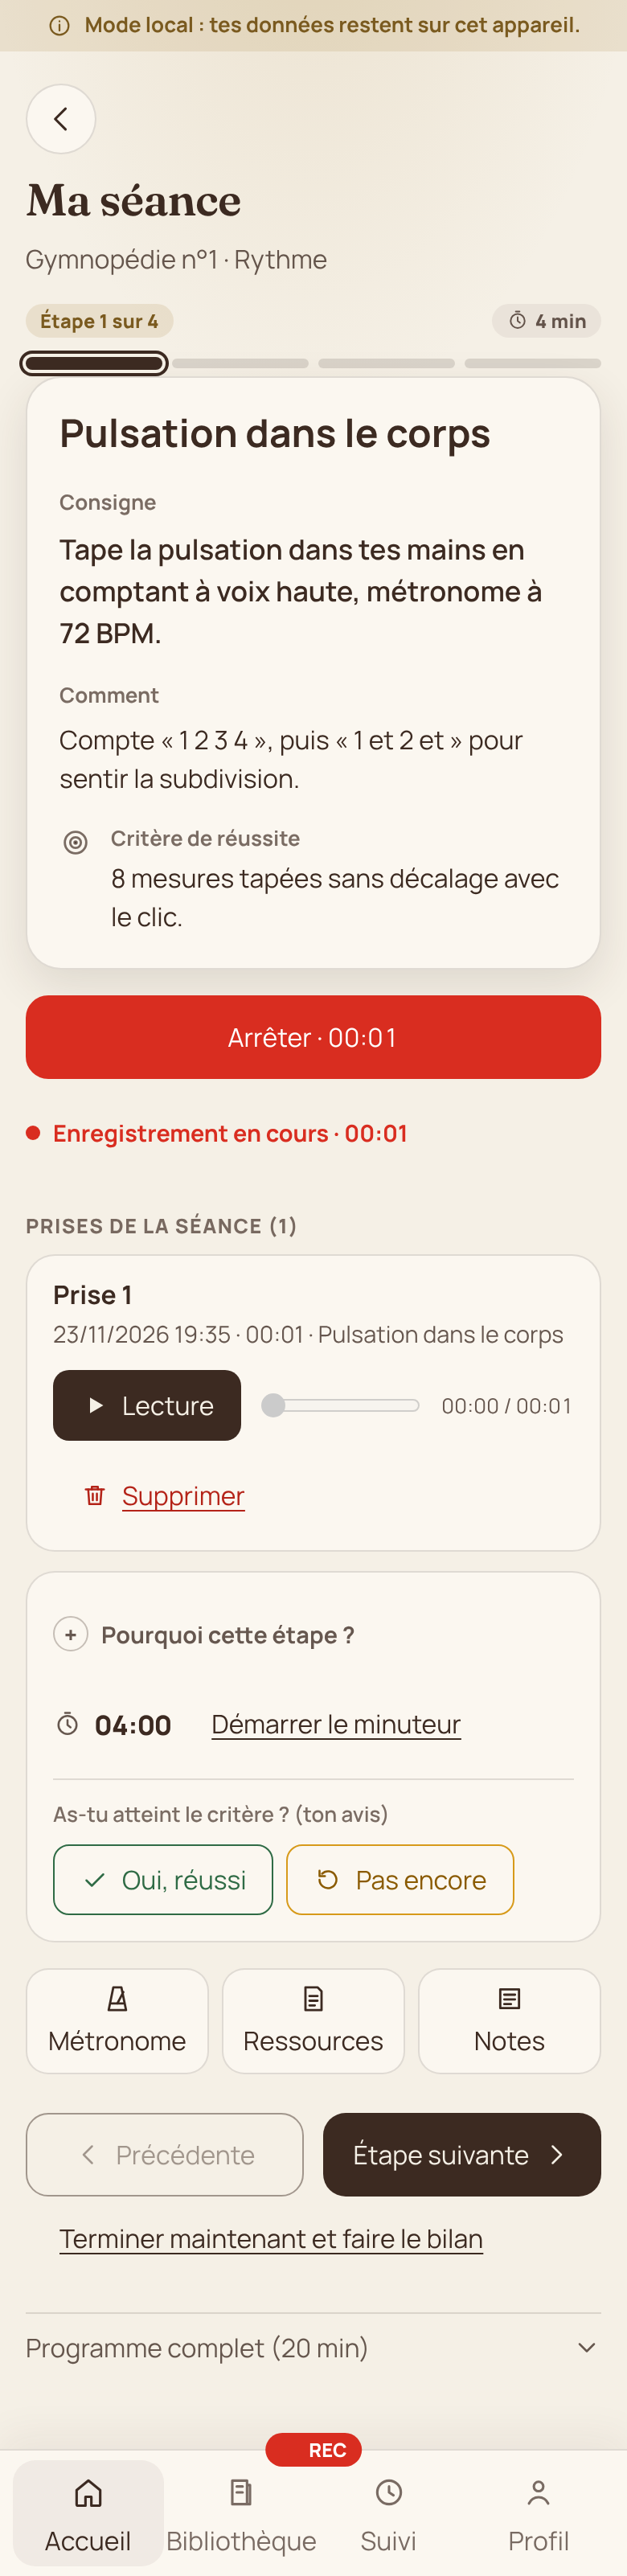 Mode local : tes données restent sur cet appareil.
Ma séance
Gymnopédie n°1 · Rythme
Étape 1 sur 4
4 min
Pulsation dans le corps
Consigne
Tape la pulsation dans tes mains en
comptant à voix haute, métronome à
72 BPM.
Comment
Compte « 1 2 3 4 », puis « 1 et 2 et » pour
sentir la subdivision.
Critère de réussite
8 mesures tapées sans décalage avec
le clic.
Arrêter · 00:01
Enregistrement en cours · 00:01
PRISES DE LA SÉANCE (1)
Prise 1
23/11/2026 19:35 · 00:01 · Pulsation dans le corps
Lecture
00:00 / 00:01
Supprimer
Pourquoi cette étape ?
04:00
Démarrer le minuteur
As-tu atteint le critère ? (ton avis)
Oui, réussi
Pas encore
Métronome
Ressources
Notes
Précédente
Étape suivante
Terminer maintenant et faire le bilan
Programme complet (20 min)
REC
Accueil
Bibliothèque
Suivi
Profil